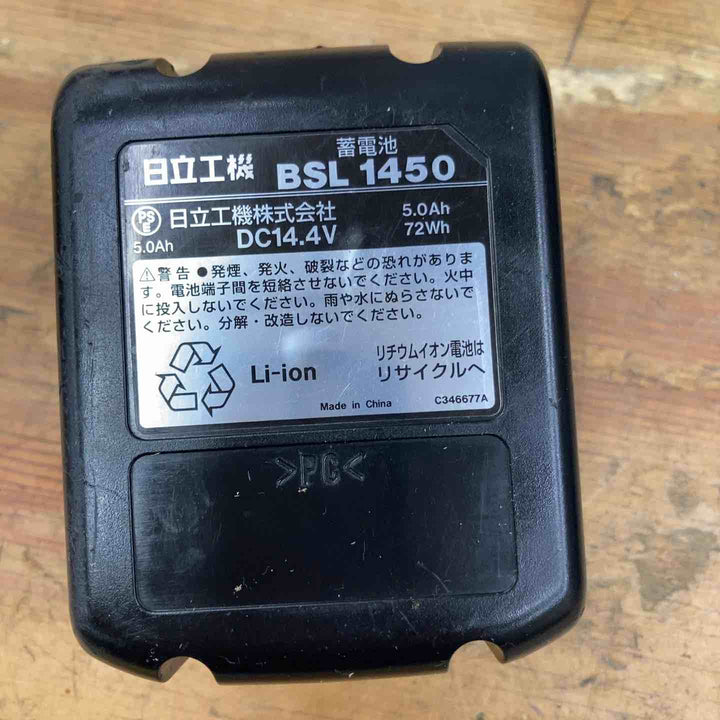 蓄電池
日立工機 BSL 1450
PS E 日立工機株式会社 5.0Ah
5.0Ah DC14.4V 72Wh
⚠警告 ●発煙、発火、破裂などの恐れがありま
す。電池端子間を短絡させないでください。火中
に投入しないでください。雨や水にぬらさないで
ください。分解・改造しないでください。
リチウムイオン電池は
Li-ion リサイクルへ
Made in China C346677A
>PC<